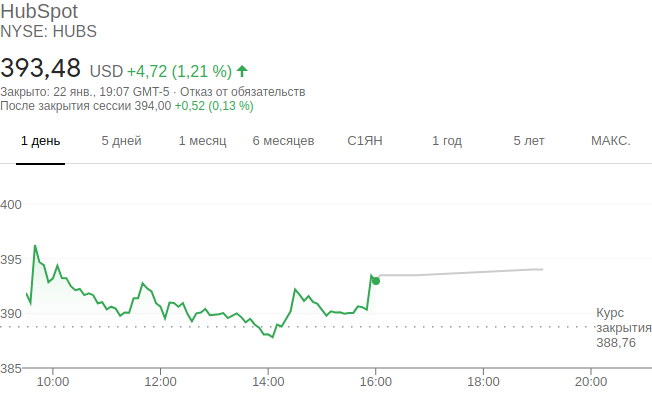 HubSpot
NYSE: HUBS
393,48 USD +4,72 (1,21 %)
Закрыто: 22 янв., 19:07 GMT-5 · Отказ от обязательств
После закрытия сессии 394,00 +0,52 (0,13 %)
1 день 5 дней 1 месяц 6 месяцев С1ЯН 1 год 5 лет МАКС.
400
395
390
Курс
закрытия
388,76
385
10:00 12:00 14:00 16:00 18:00 20:00